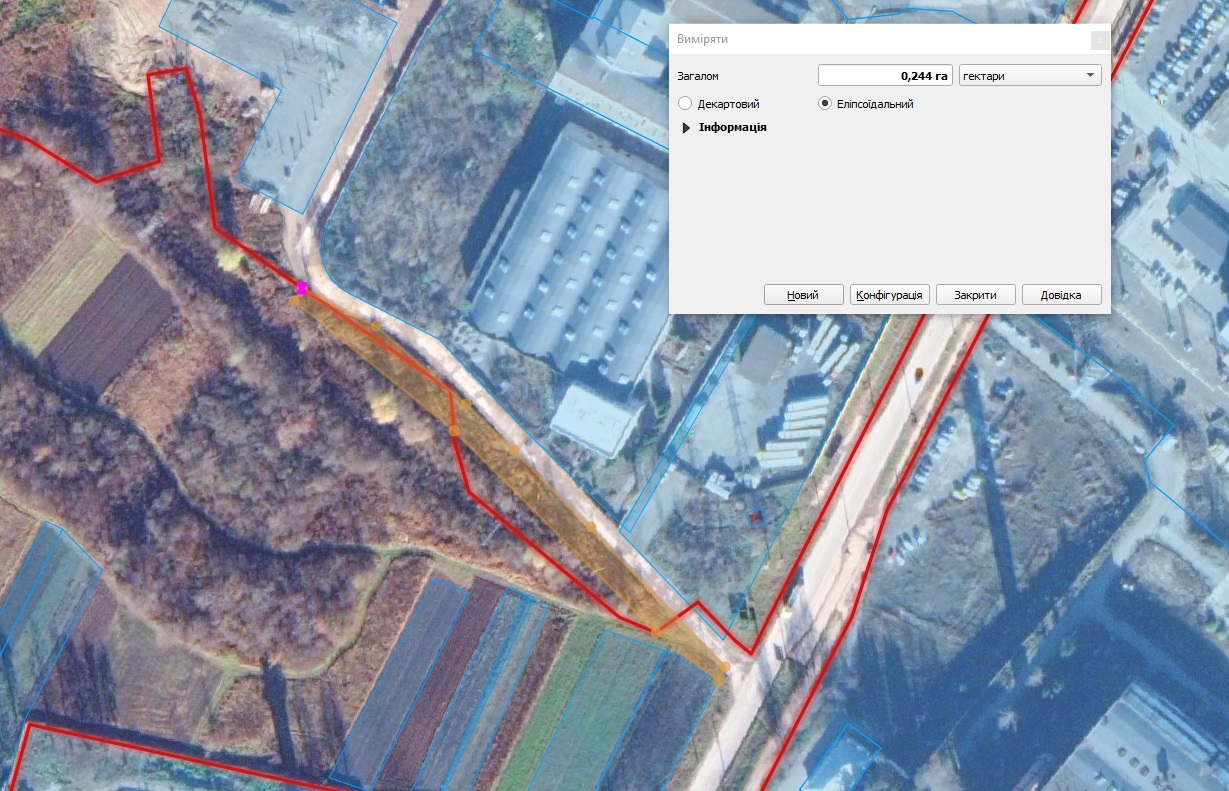 Виміряти
Загалом 0,244 га гектари
Декартовий Еліпсоїдальний
Інформація
Новий Конфігурація Закрити Довідка